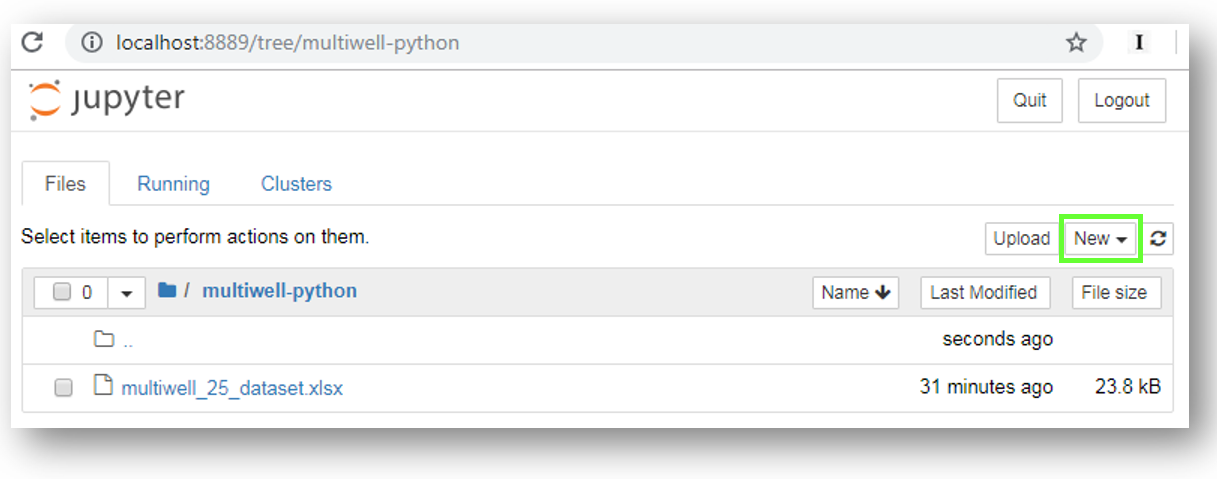 localhost:8889/tree/multiwell-python I
jupyter Quit Logout
Files Running Clusters
Select items to perform actions on them. Upload New
0 / multiwell-python Name Last Modified File size
.. seconds ago
multiwell_25_dataset.xlsx 31 minutes ago 23.8 kB